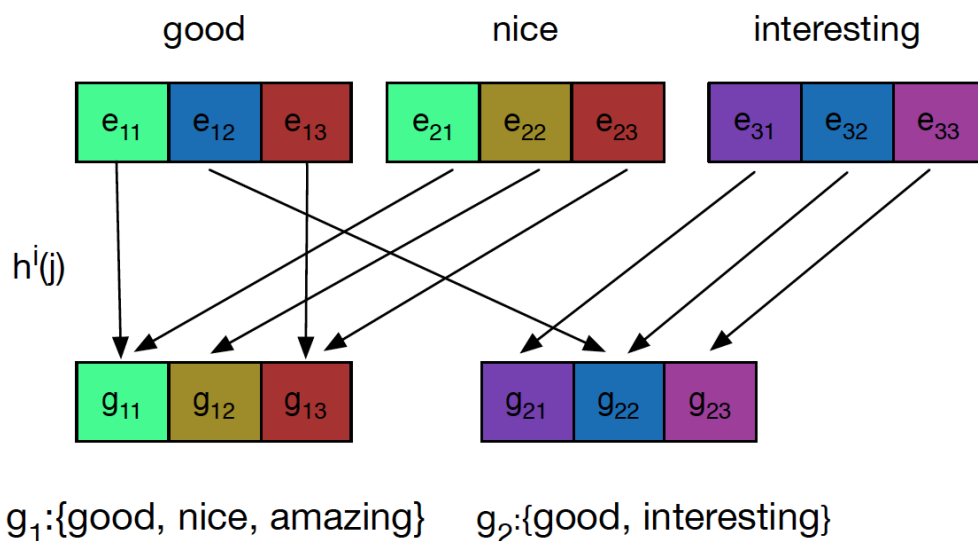 good nice interesting
e11 e12 e13 e21 e22 e23 e31 e32 e33
h^i(j)
g11 g12 g13 g21 g22 g23
g1:{good, nice, amazing} g2:{good, interesting}